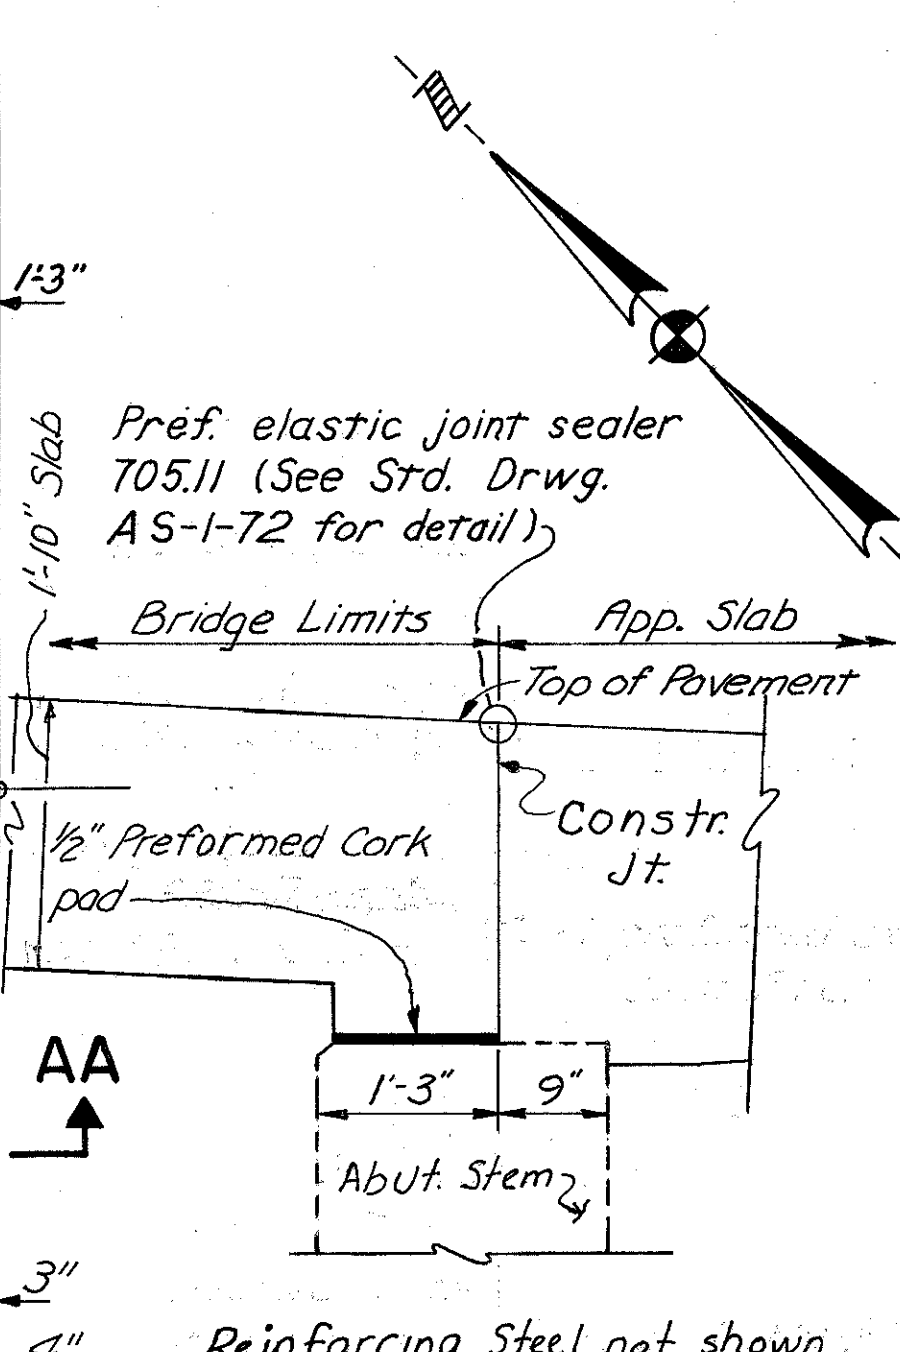 1'-3"
1'-10" Slab
Pref. elastic joint sealer
705.11 (See Std. Drwg.
AS-1-72 for detail)
Bridge Limits
App. Slab
Top of Pavement
Constr.
Jt.
1/2" Preformed Cork
pad
AA
1'-3"
9"
Abut. Stem
3"
Reinforcing Steel not shown